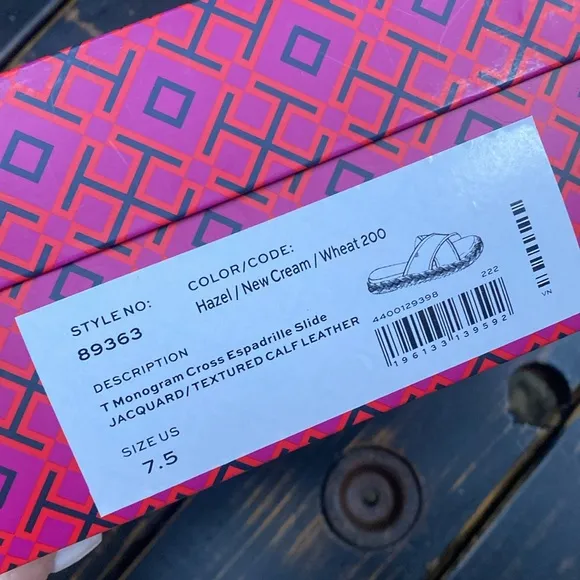 STYLE NO:
89363
COLOR/CODE:
Hazel / New Cream / Wheat 200
DESCRIPTION
T Monogram Cross Espadrille Slide
JACQUARD/TEXTURED CALF LEATHER
SIZE US
7.5
4400129398
222
196133139592
VN